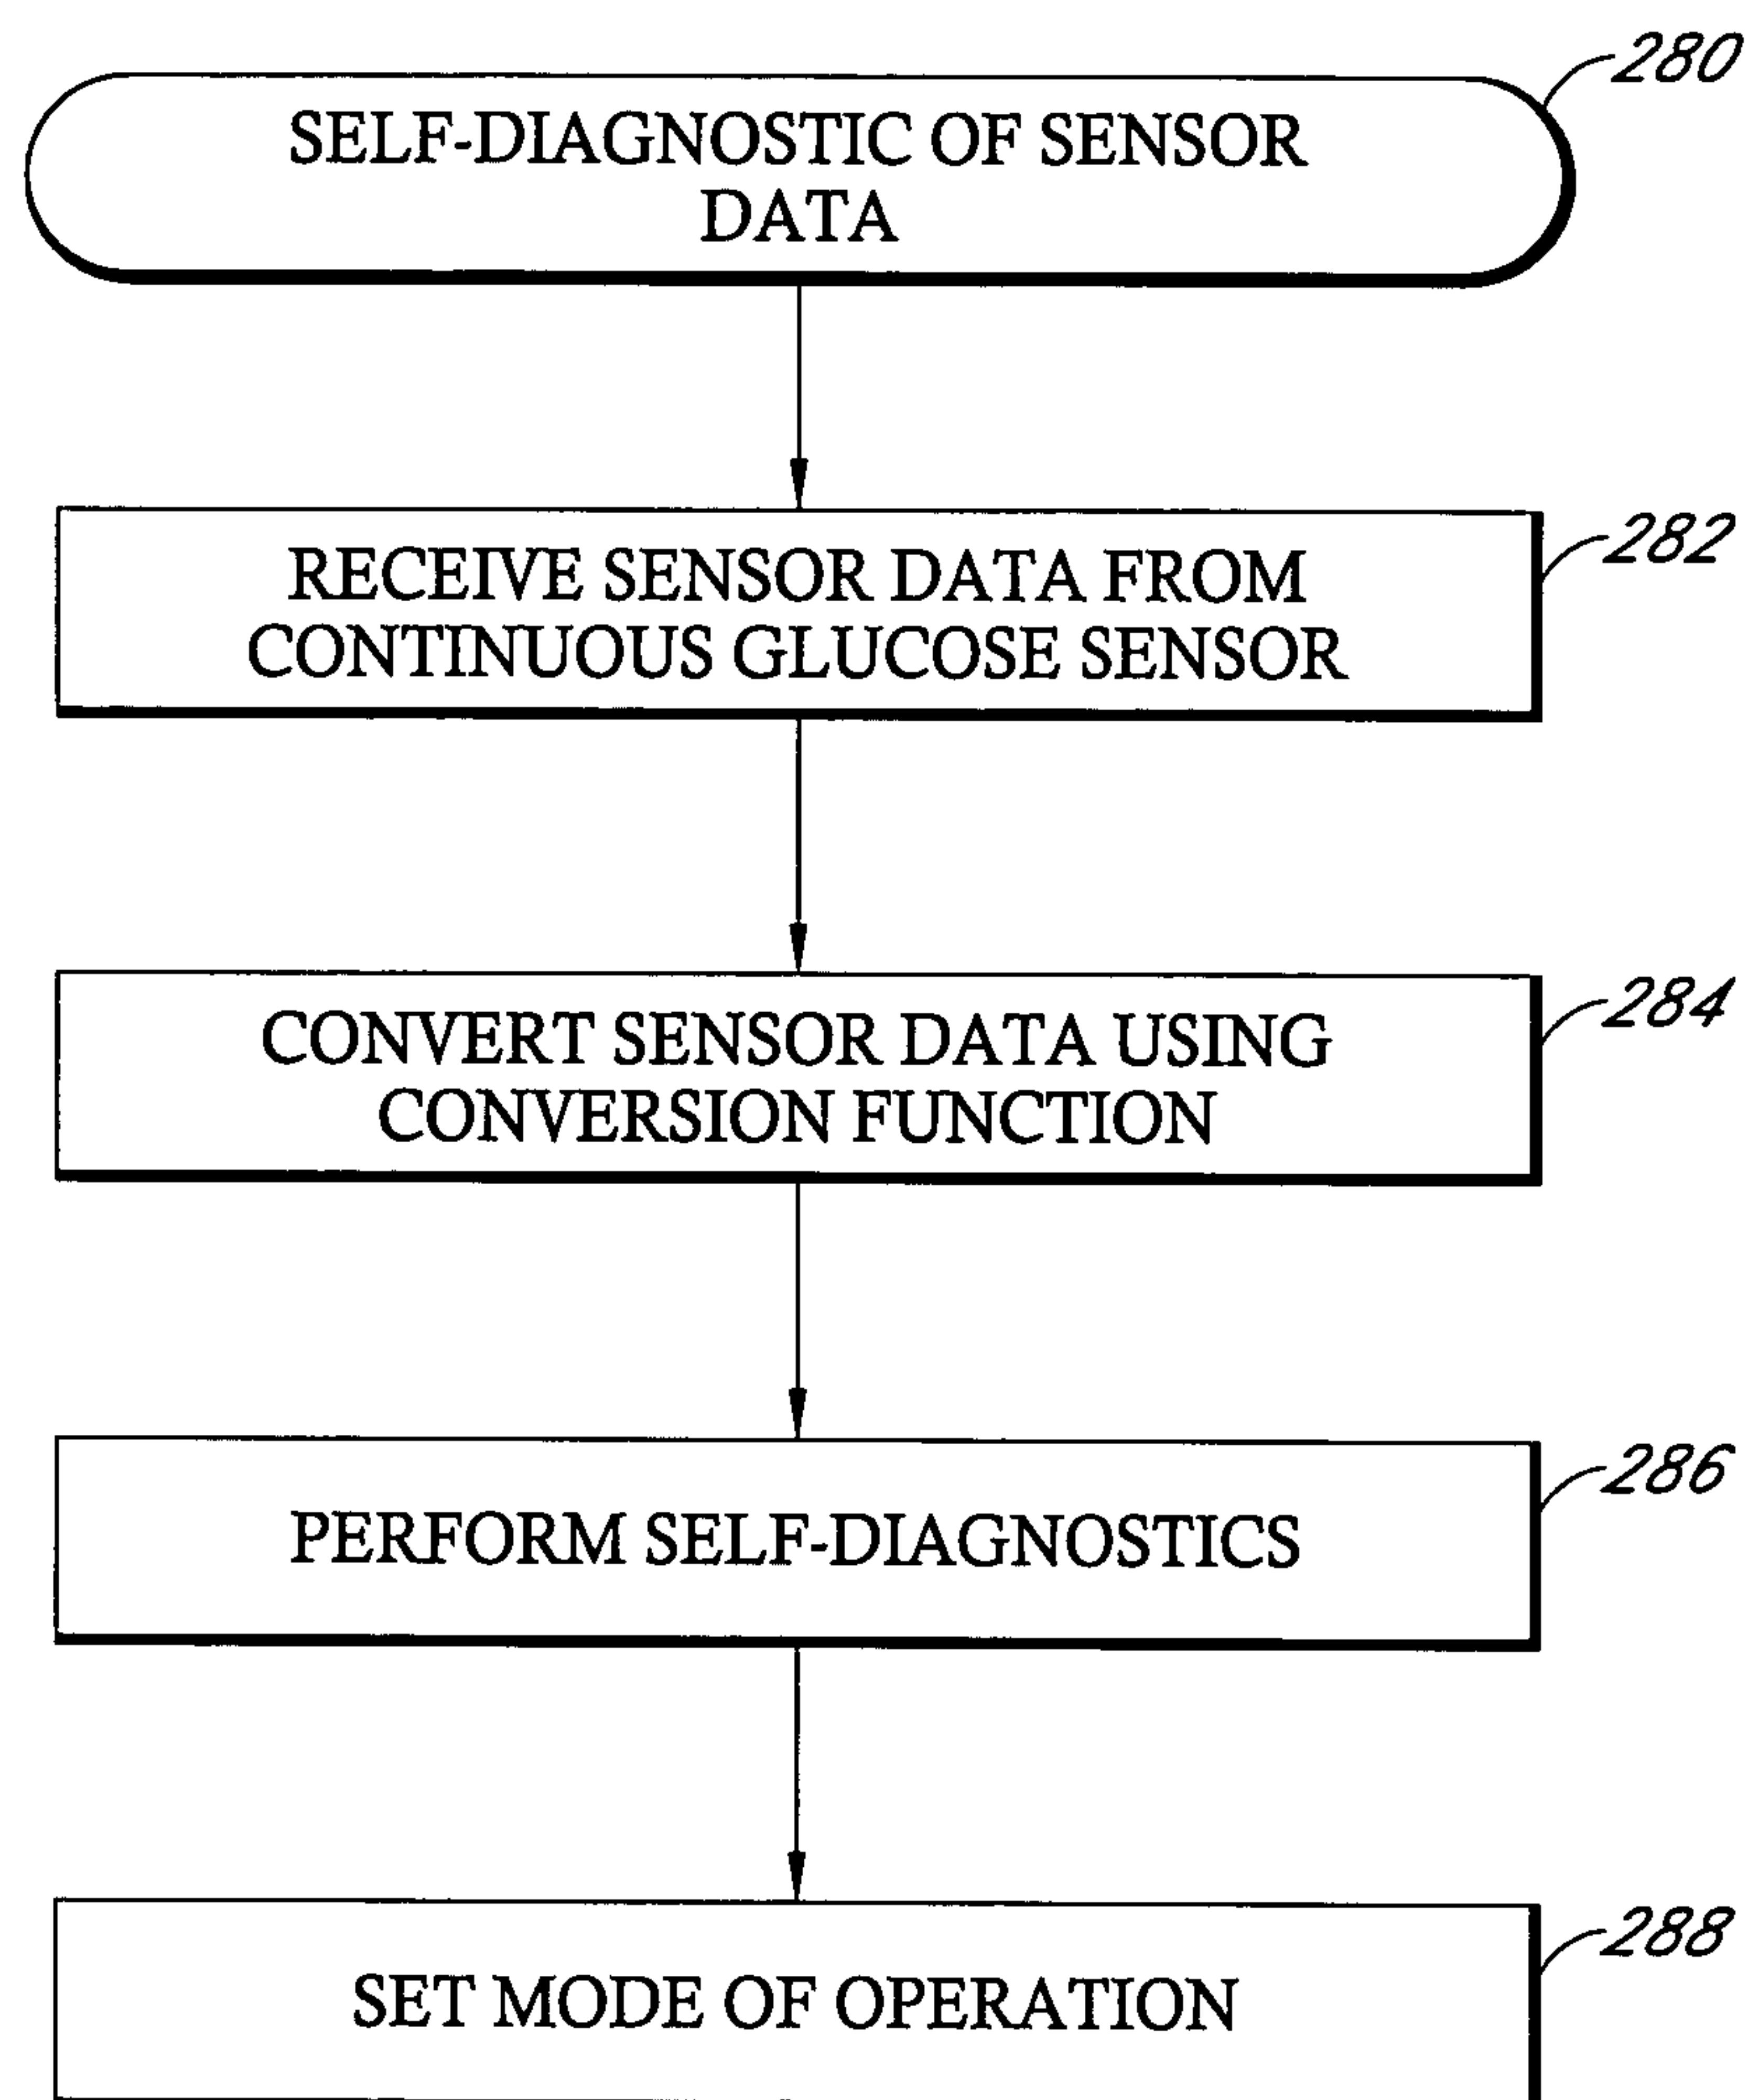 280
SELF-DIAGNOSTIC OF SENSOR
DATA
282
RECEIVE SENSOR DATA FROM
CONTINUOUS GLUCOSE SENSOR
284
CONVERT SENSOR DATA USING
CONVERSION FUNCTION
286
PERFORM SELF-DIAGNOSTICS
288
SET MODE OF OPERATION